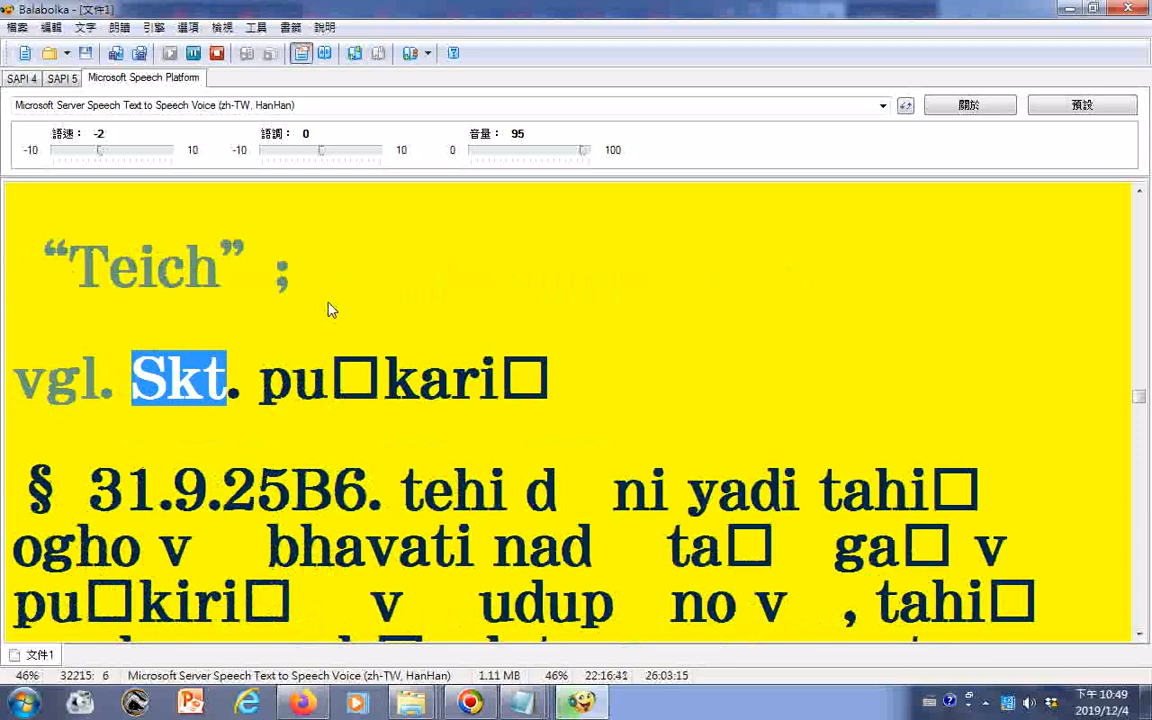 Balabolka - [文件1]
檔案 編輯 文字 朗讀 引擎 選項 檢視 工具 書籤 說明
SAPI 4 SAPI 5 Microsoft Speech Platform
Microsoft Server Speech Text to Speech Voice (zh-TW, HanHan)
關於 預設
語速： -2 語調： 0 音量： 95
-10 10 -10 10 0 100
“Teich” ;
vgl. Skt. pu□kari□
§ 31.9.25B6. tehi d ni yadi tahi□
ogho v bhavati nad ta□ ga□ v
pu□kiri□ v udup no v , tahi□
文件1
46% 32215: 6 Microsoft Server Speech Text to Speech Voice (zh-TW, HanHan) 1.11 MB 46% 22:16:41 26:03:15
下午 10:49
2019/12/4